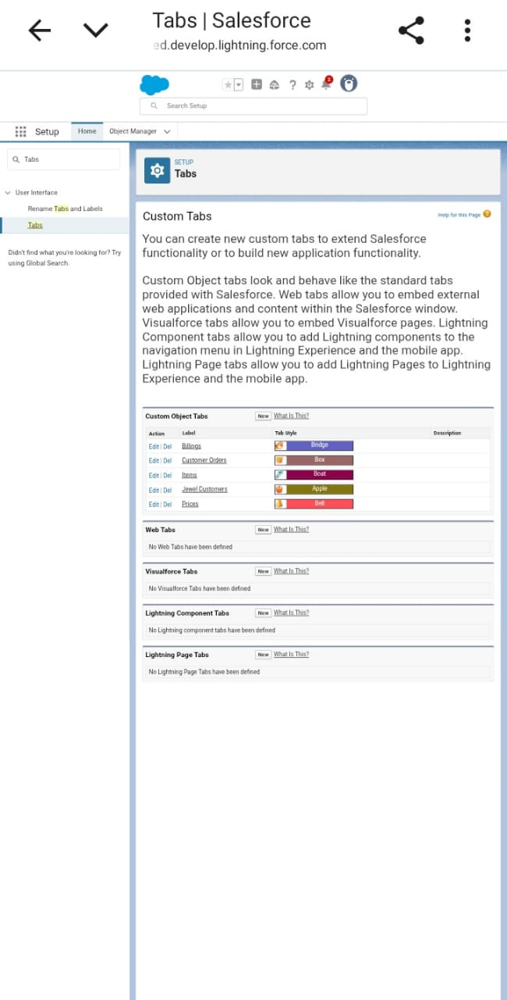 Tabs | Salesforce
ed.develop.lightning.force.com
2
Search Setup
Setup
Home
Object Manager
Tabs
User Interface
Rename Tabs and Labels
Tabs
Didn't find what you're looking for? Try
using Global Search.
SETUP
Tabs
Custom Tabs
Help for this Page
You can create new custom tabs to extend Salesforce
functionality or to build new application functionality.
Custom Object tabs look and behave like the standard tabs
provided with Salesforce. Web tabs allow you to embed external
web applications and content within the Salesforce window.
Visualforce tabs allow you to embed Visualforce pages. Lightning
Component tabs allow you to add Lightning components to the
navigation menu in Lightning Experience and the mobile app.
Lightning Page tabs allow you to add Lightning Pages to Lightning
Experience and the mobile app.
Custom Object Tabs New What Is This?
Action Label Tab Style Description
Edit | Del Billings Bridge
Edit | Del Customer Orders Box
Edit | Del Items Boat
Edit | Del Jewel Customers Apple
Edit | Del Prices Bell
Web Tabs New What Is This?
No Web Tabs have been defined
Visualforce Tabs New What Is This?
No Visualforce Tabs have been defined
Lightning Component Tabs New What Is This?
No Lightning component tabs have been defined
Lightning Page Tabs New What Is This?
No Lightning Page Tabs have been defined